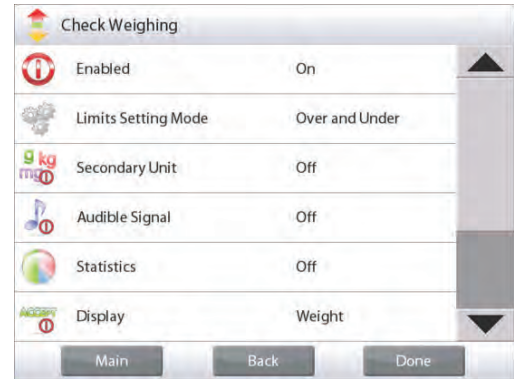 Check Weighing
Enabled On
Limits Setting Mode Over and Under
g kg
mg
Secondary Unit Off
Audible Signal Off
Statistics Off
ACCEPT
Display Weight
Main Back Done